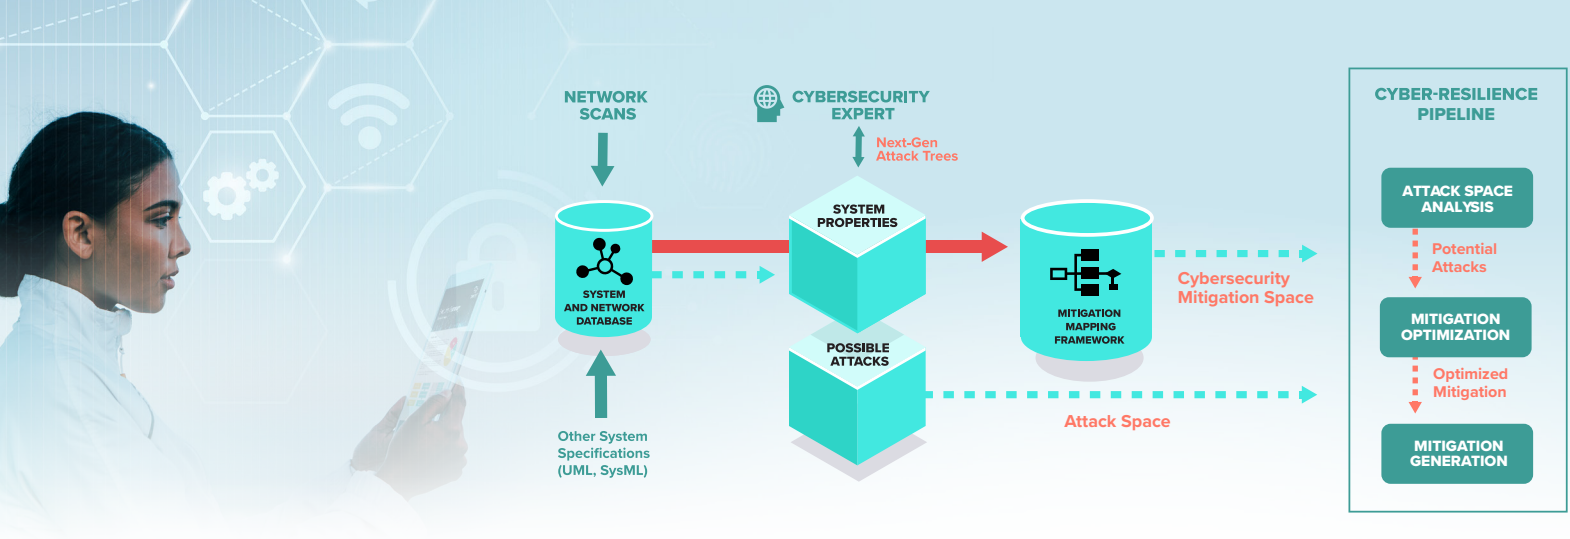 NETWORK
SCANS
CYBERSECURITY
EXPERT
Next-Gen
Attack Trees
SYSTEM
AND NETWORK
DATABASE
Other System
Specifications
(UML, SysML)
SYSTEM
PROPERTIES
POSSIBLE
ATTACKS
MITIGATION
MAPPING
FRAMEWORK
Cybersecurity
Mitigation Space
Attack Space
CYBER-RESILIENCE
PIPELINE
ATTACK SPACE
ANALYSIS
Potential
Attacks
MITIGATION
OPTIMIZATION
Optimized
Mitigation
MITIGATION
GENERATION